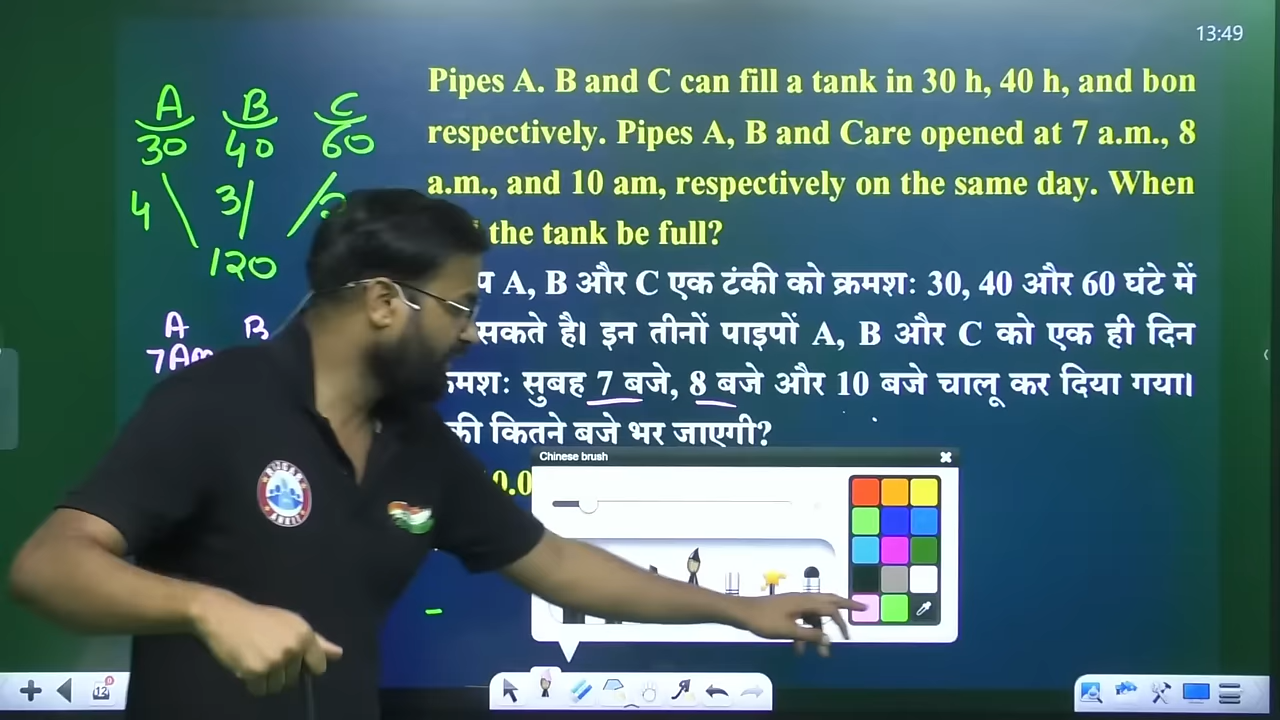 13:49
Pipes A. B and C can fill a tank in 30 h, 40 h, and bon
respectively. Pipes A, B and Care opened at 7 a.m., 8
a.m., and 10 am, respectively on the same day. When
the tank be full?
A, B और C एक टंकी को क्रमश: 30, 40 और 60 घंटे में
सकते है। इन तीनों पाइपों A, B और C को एक ही दिन
सुबह 7 बजे, 8 बजे और 10 बजे चालू कर दिया गया।
कितने बजे भर जाएगी?
A B C
30 40 60
4 3
120
A B
7Am
Chinese brush
12